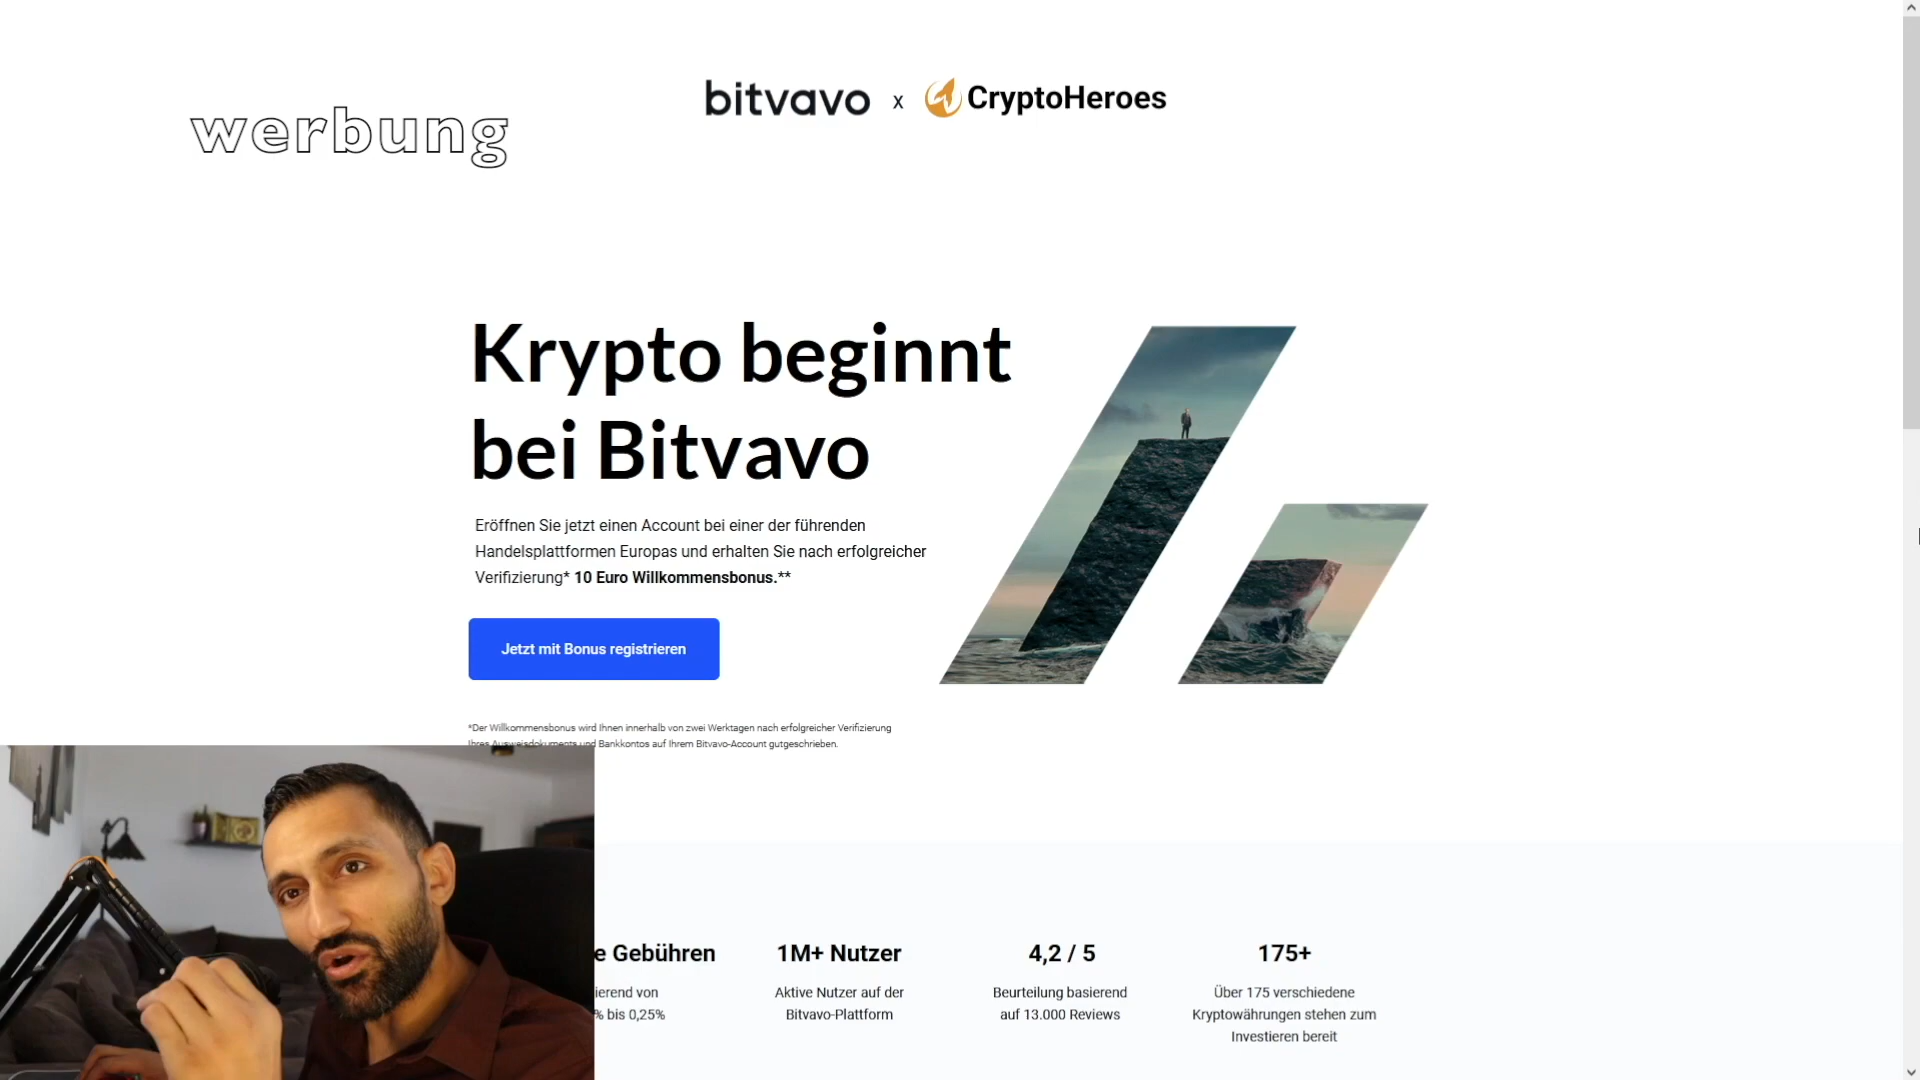 werbung
bitvavo x CryptoHeroes
Krypto beginnt
bei Bitvavo
Eröffnen Sie jetzt einen Account bei einer der führenden
Handelsplattformen Europas und erhalten Sie nach erfolgreicher
Verifizierung* 10 Euro Willkommensbonus.**
Jetzt mit Bonus registrieren
*Der Willkommensbonus wird Ihnen innerhalb von zwei Werktagen nach erfolgreicher Verifizierung
Ihres Ausweisdokuments und Bankkontos auf Ihrem Bitvavo-Account gutgeschrieben.
e Gebühren
ierend von
% bis 0,25%
1M+ Nutzer
Aktive Nutzer auf der
Bitvavo-Plattform
4,2 / 5
Beurteilung basierend
auf 13.000 Reviews
175+
Über 175 verschiedene
Kryptowährungen stehen zum
Investieren bereit